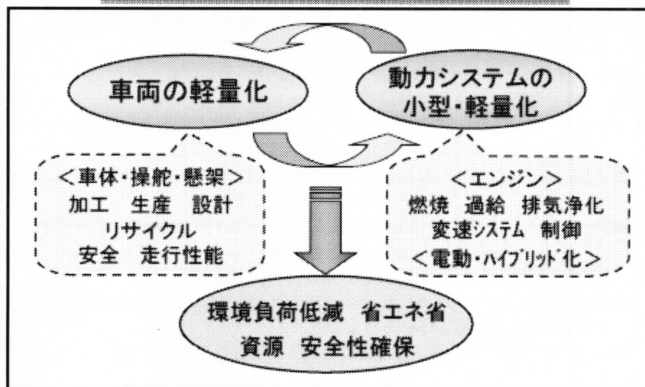 車両の軽量化
動力システムの
小型・軽量化
＜車体・操舵・懸架＞
加工　生産　設計
リサイクル
安全　走行性能
＜エンジン＞
燃焼　過給　排気浄化
変速ｼｽﾃﾑ　制御
＜電動・ﾊｲﾌﾞﾘｯﾄﾞ化＞
環境負荷低減　省エネ省
資源　安全性確保